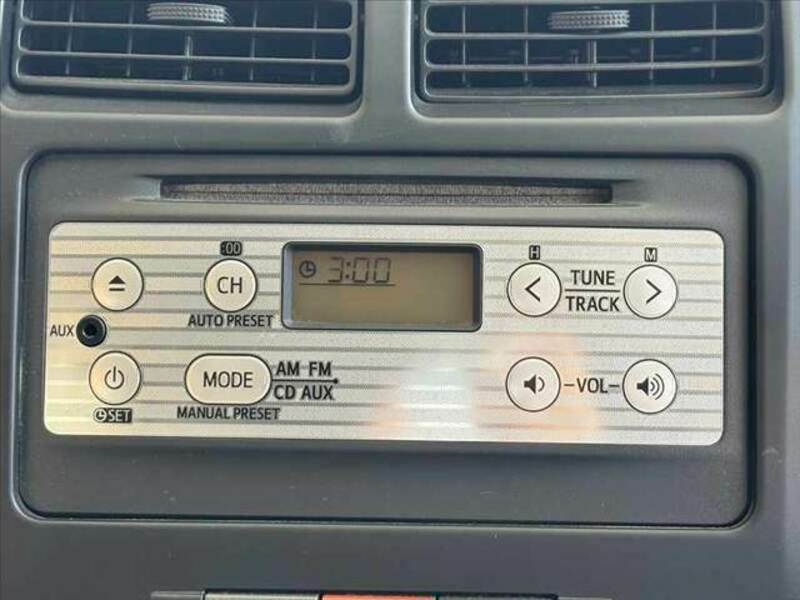 :00
H
M
CH
3:00
TUNE
TRACK
AUTO PRESET
AUX
MODE
AM FM
CD AUX
VOL
SET
MANUAL PRESET